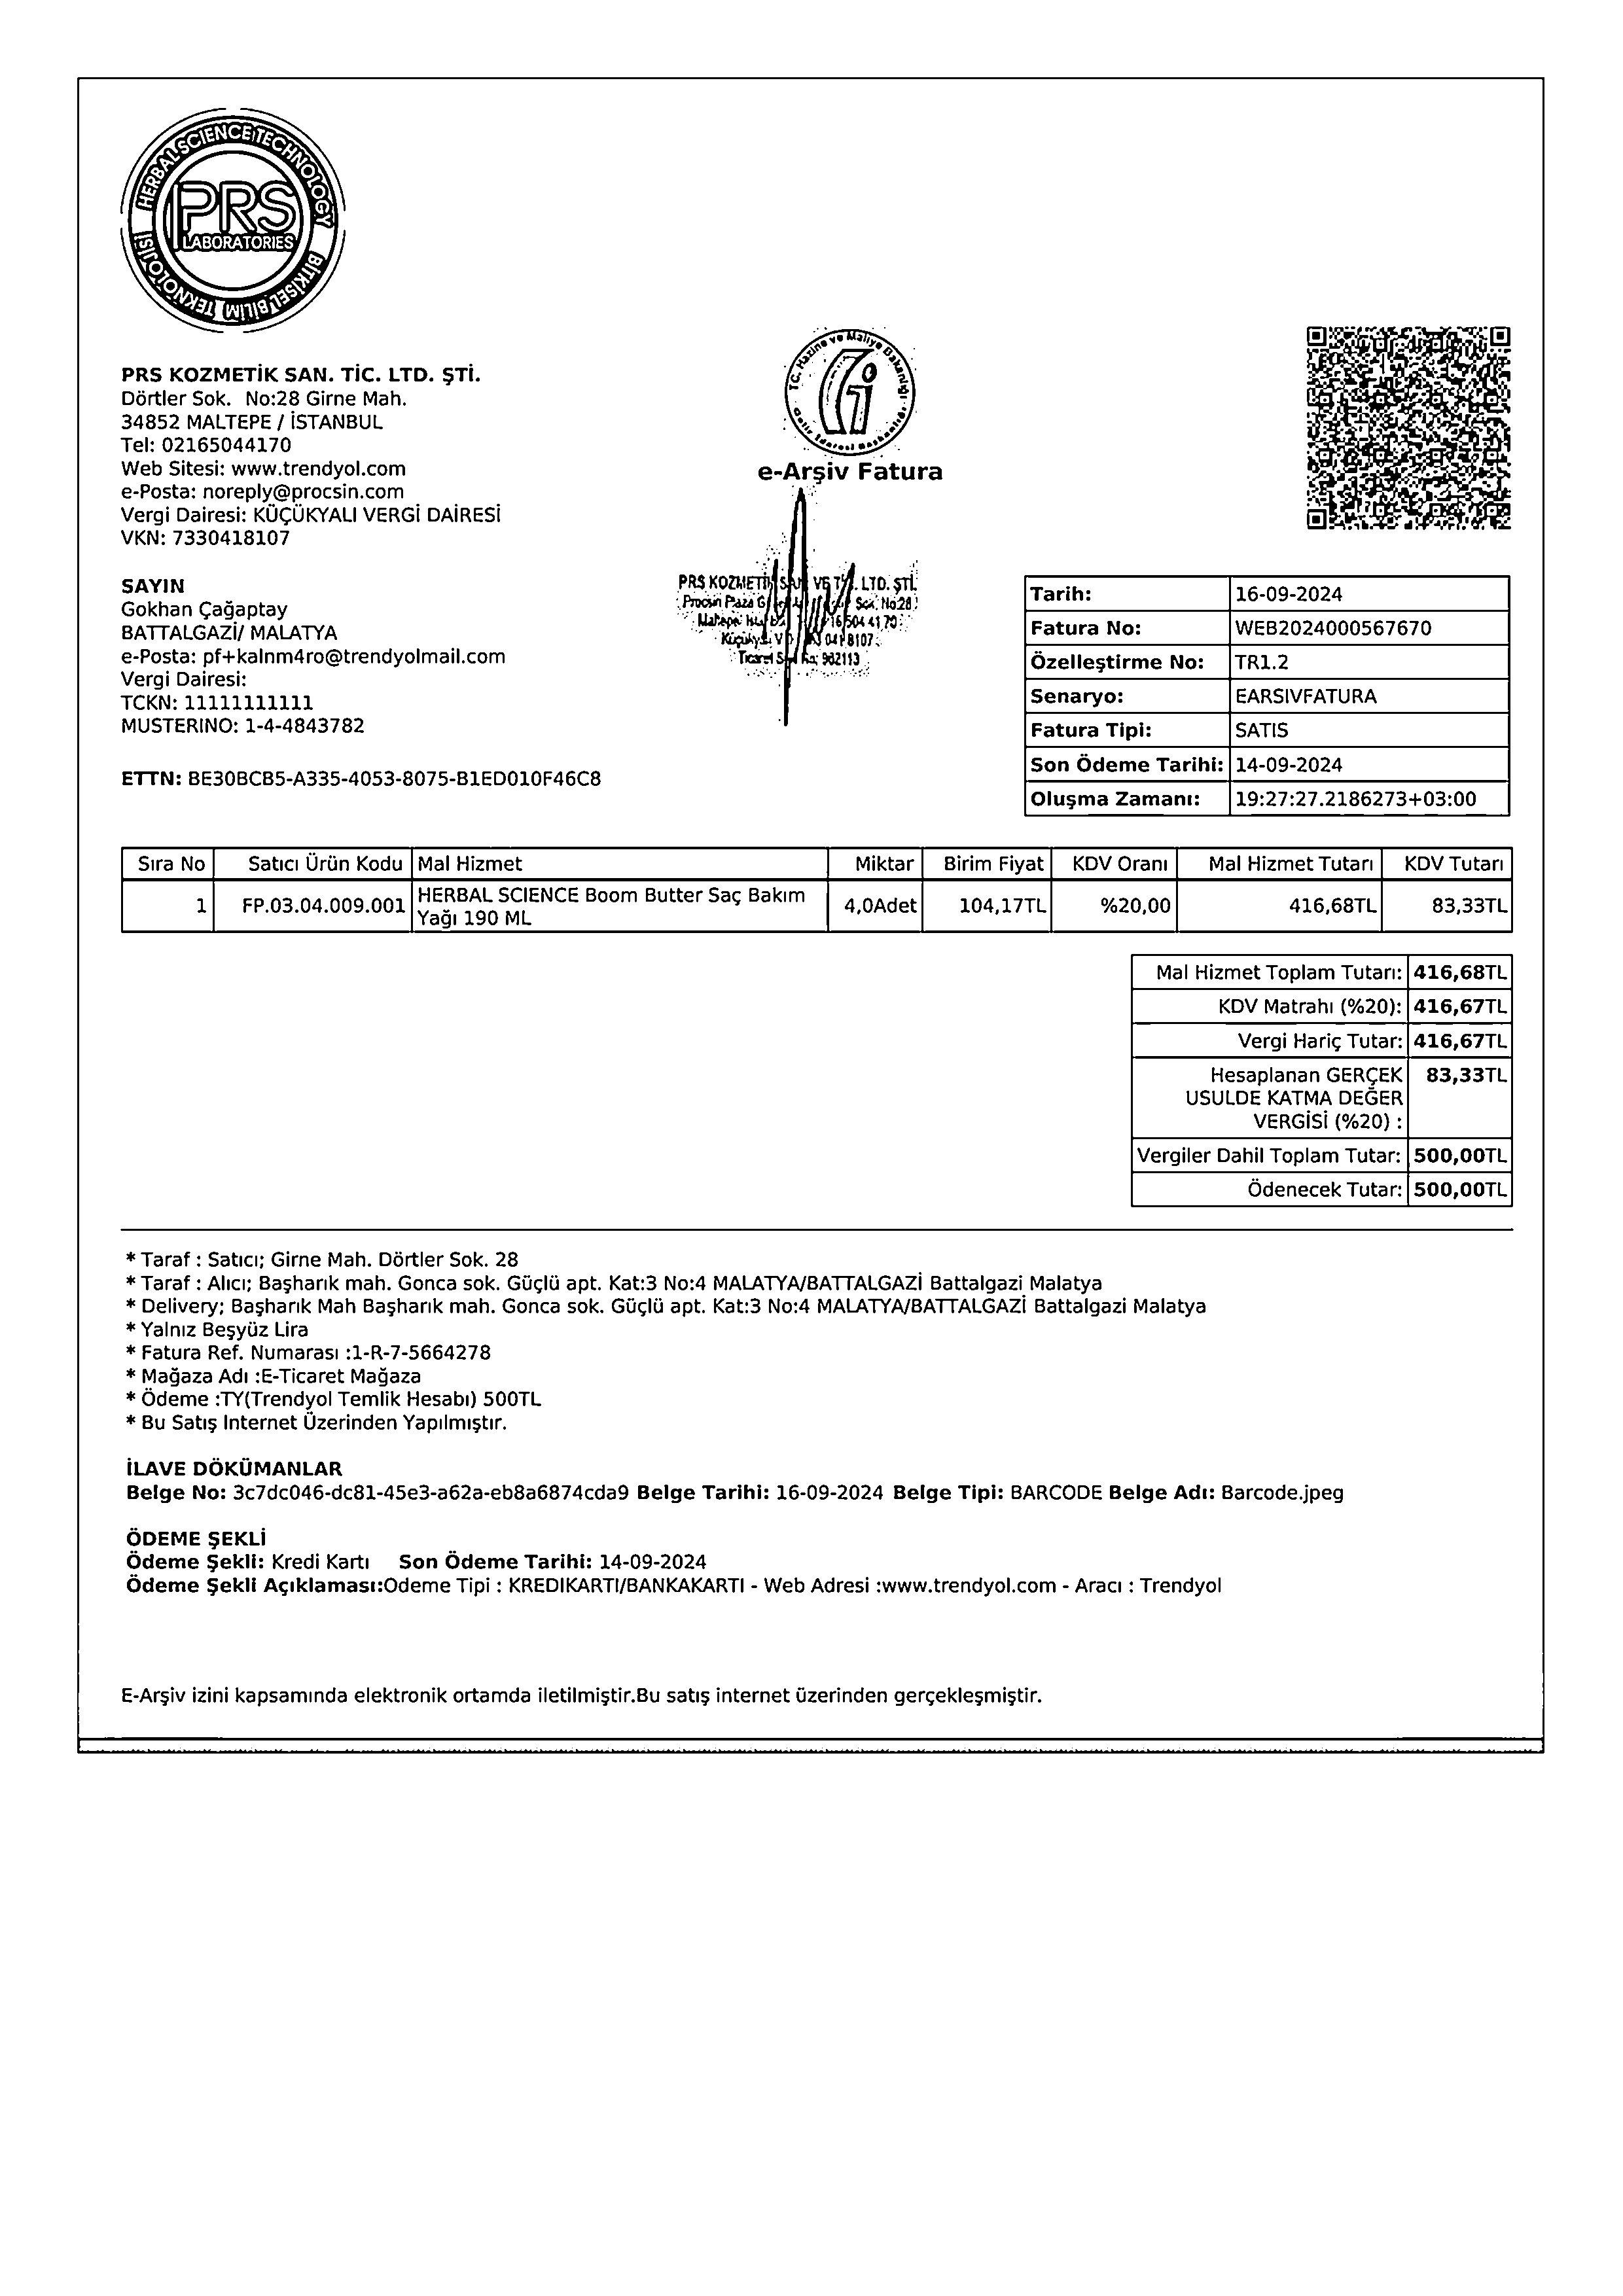 HERBAL SCIENCE TECHNOLOGY
BİTKİSEL BİLİM TEKNOLOJİSİ
PRS
LABORATORIES
PRS KOZMETİK SAN. TİC. LTD. ŞTİ.
Dörtler Sok. No:28 Girne Mah.
34852 MALTEPE / İSTANBUL
Tel: 02165044170
Web Sitesi: www.trendyol.com
e-Posta: noreply@procsin.com
Vergi Dairesi: KÜÇÜKYALI VERGİ DAİRESİ
VKN: 7330418107
T.C. Hazine ve Maliye Bakanlığı
Gelir İdaresi Başkanlığı
e-Arşiv Fatura
PRS KOZMETİK SAN VE LTD. ŞTİ.
Procsin Plaza Sok. No:28
Maltepe 504 41 70
041 8107
Ticaret 982113
SAYIN
Gokhan Çağaptay
BATTALGAZİ/ MALATYA
e-Posta: pf+kalnm4ro@trendyolmail.com
Vergi Dairesi:
TCKN: 11111111111
MUSTERINO: 1-4-4843782
ETTN: BE30BCB5-A335-4053-8075-B1ED010F46C8
Tarih: 16-09-2024
Fatura No: WEB2024000567670
Özelleştirme No: TR1.2
Senaryo: EARSIVFATURA
Fatura Tipi: SATIS
Son Ödeme Tarihi: 14-09-2024
Oluşma Zamanı: 19:27:27.2186273+03:00
Sıra No Satıcı Ürün Kodu Mal Hizmet Miktar Birim Fiyat KDV Oranı Mal Hizmet Tutarı KDV Tutarı
1 FP.03.04.009.001 HERBAL SCIENCE Boom Butter Saç Bakım 4,0Adet 104,17TL %20,00 416,68TL 83,33TL
Yağı 190 ML
Mal Hizmet Toplam Tutarı: 416,68TL
KDV Matrahı (%20): 416,67TL
Vergi Hariç Tutar: 416,67TL
Hesaplanan GERÇEK 83,33TL
USULDE KATMA DEĞER
VERGİSİ (%20) :
Vergiler Dahil Toplam Tutar: 500,00TL
Ödenecek Tutar: 500,00TL
* Taraf : Satıcı; Girne Mah. Dörtler Sok. 28
* Taraf : Alıcı; Başharık mah. Gonca sok. Güçlü apt. Kat:3 No:4 MALATYA/BATTALGAZİ Battalgazi Malatya
* Delivery; Başharık Mah Başharık mah. Gonca sok. Güçlü apt. Kat:3 No:4 MALATYA/BATTALGAZİ Battalgazi Malatya
* Yalnız Beşyüz Lira
* Fatura Ref. Numarası :1-R-7-5664278
* Mağaza Adı :E-Ticaret Mağaza
* Ödeme :TY(Trendyol Temlik Hesabı) 500TL
* Bu Satış Internet Üzerinden Yapılmıştır.
İLAVE DÖKÜMANLAR
Belge No: 3c7dc046-dc81-45e3-a62a-eb8a6874cda9 Belge Tarihi: 16-09-2024 Belge Tipi: BARCODE Belge Adı: Barcode.jpeg
ÖDEME ŞEKLİ
Ödeme Şekli: Kredi Kartı Son Ödeme Tarihi: 14-09-2024
Ödeme Şekli Açıklaması:Odeme Tipi : KREDIKARTI/BANKAKARTI - Web Adresi :www.trendyol.com - Aracı : Trendyol
E-Arşiv izini kapsamında elektronik ortamda iletilmiştir.Bu satış internet üzerinden gerçekleşmiştir.